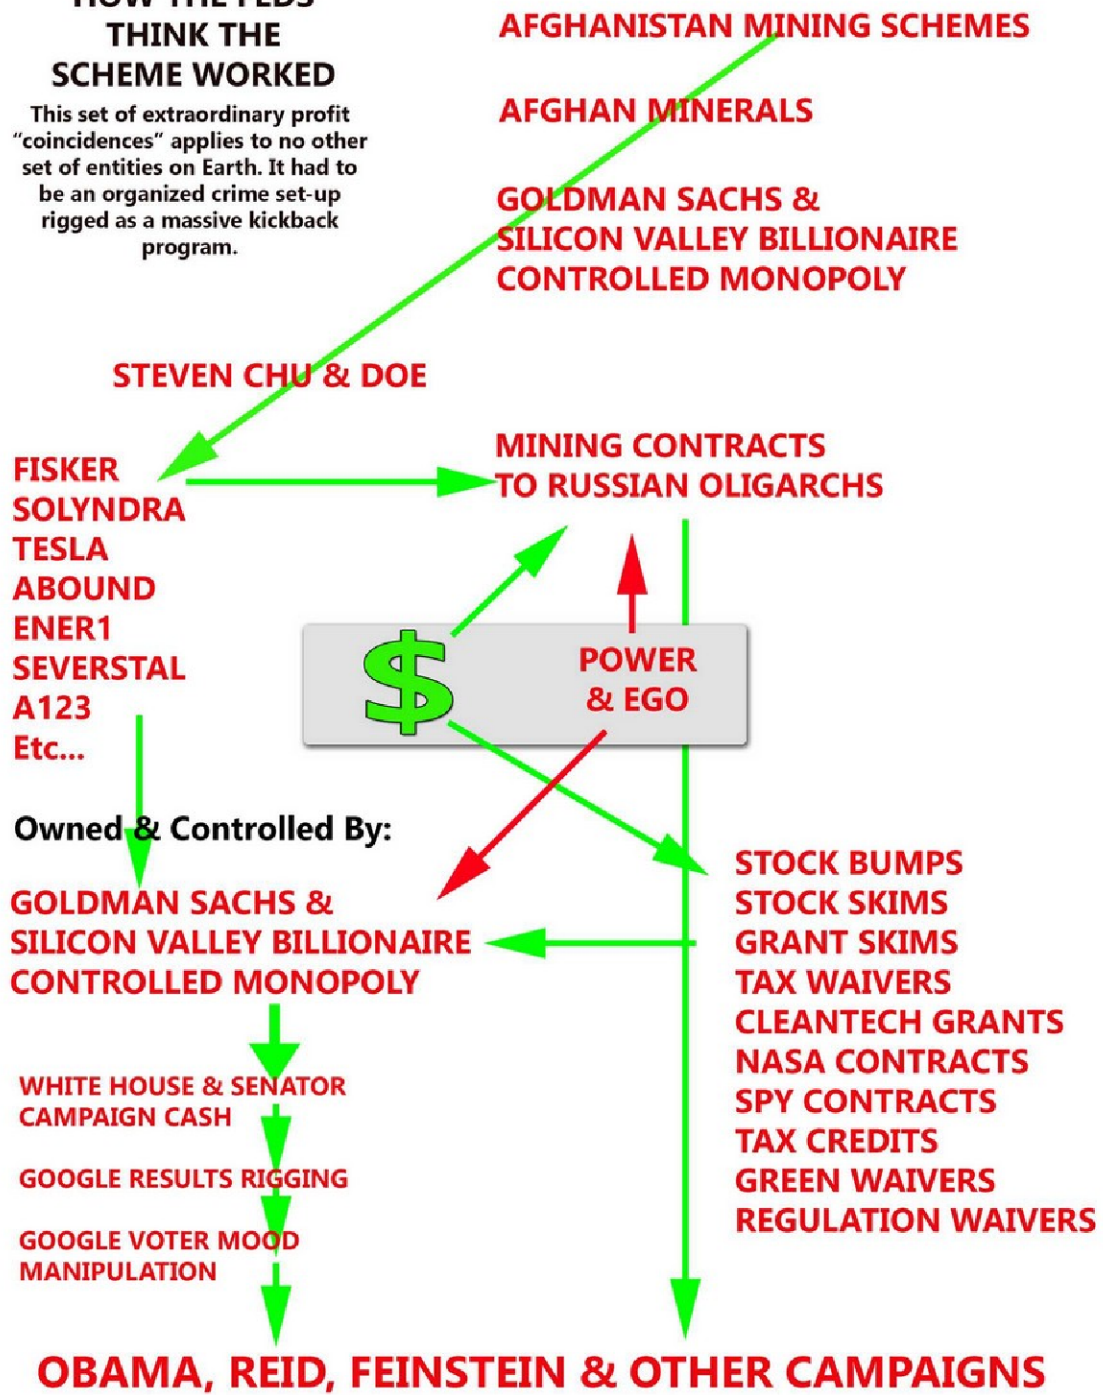 HOW THE FEDS
THINK THE
SCHEME WORKED
This set of extraordinary profit
“coincidences” applies to no other
set of entities on Earth. It had to
be an organized crime set-up
rigged as a massive kickback
program.
AFGHANISTAN MINING SCHEMES
AFGHAN MINERALS
GOLDMAN SACHS &
SILICON VALLEY BILLIONAIRE
CONTROLLED MONOPOLY
STEVEN CHU & DOE
FISKER
SOLYNDRA
TESLA
ABOUND
ENER1
SEVERSTAL
A123
Etc...
MINING CONTRACTS
TO RUSSIAN OLIGARCHS
$
POWER
& EGO
Owned & Controlled By:
GOLDMAN SACHS &
SILICON VALLEY BILLIONAIRE
CONTROLLED MONOPOLY
STOCK BUMPS
STOCK SKIMS
GRANT SKIMS
TAX WAIVERS
CLEANTECH GRANTS
NASA CONTRACTS
SPY CONTRACTS
TAX CREDITS
GREEN WAIVERS
REGULATION WAIVERS
WHITE HOUSE & SENATOR
CAMPAIGN CASH
GOOGLE RESULTS RIGGING
GOOGLE VOTER MOOD
MANIPULATION
OBAMA, REID, FEINSTEIN & OTHER CAMPAIGNS